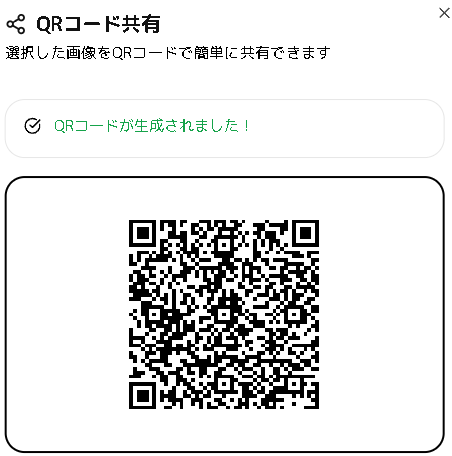 QRコード共有
選択した画像をQRコードで簡単に共有できます
QRコードが生成されました！